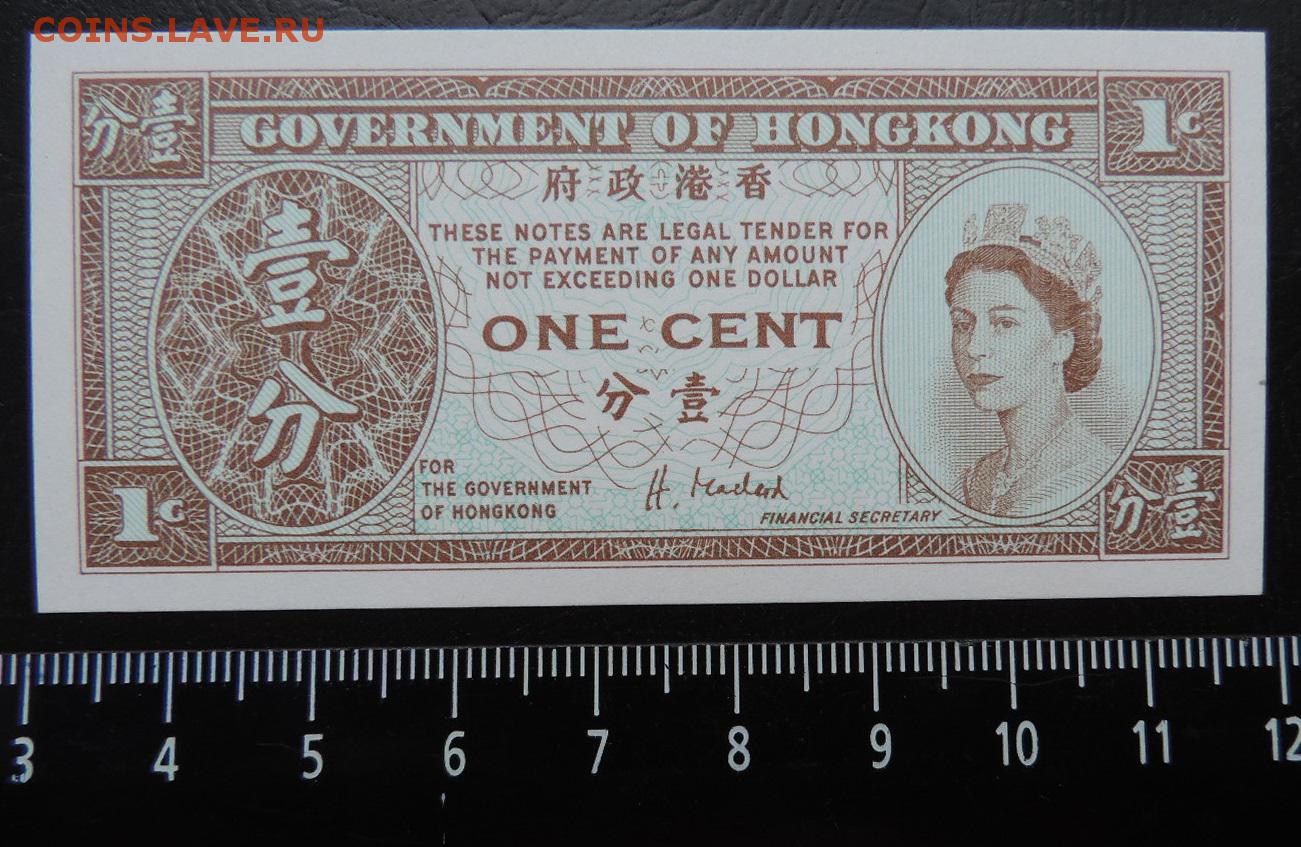 COINS.LAVE.RU
分壹
GOVERNMENT OF HONGKONG
1C
府政港香
THESE NOTES ARE LEGAL TENDER FOR
THE PAYMENT OF ANY AMOUNT
NOT EXCEEDING ONE DOLLAR
壹
分
ONE CENT
分壹
FOR
THE GOVERNMENT
OF HONGKONG
FINANCIAL SECRETARY
1C
分壹
3 4 5 6 7 8 9 10 11 12